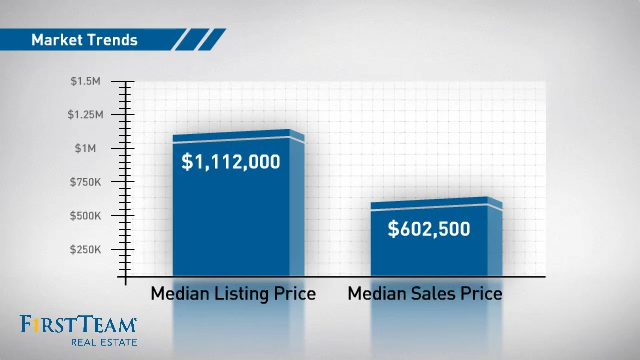 Market Trends
$1.5M
$1.25M
$1M
$750K
$500K
$250K
$1,112,000
$602,500
Median Listing Price
Median Sales Price
FIRSTTEAM®
REAL ESTATE